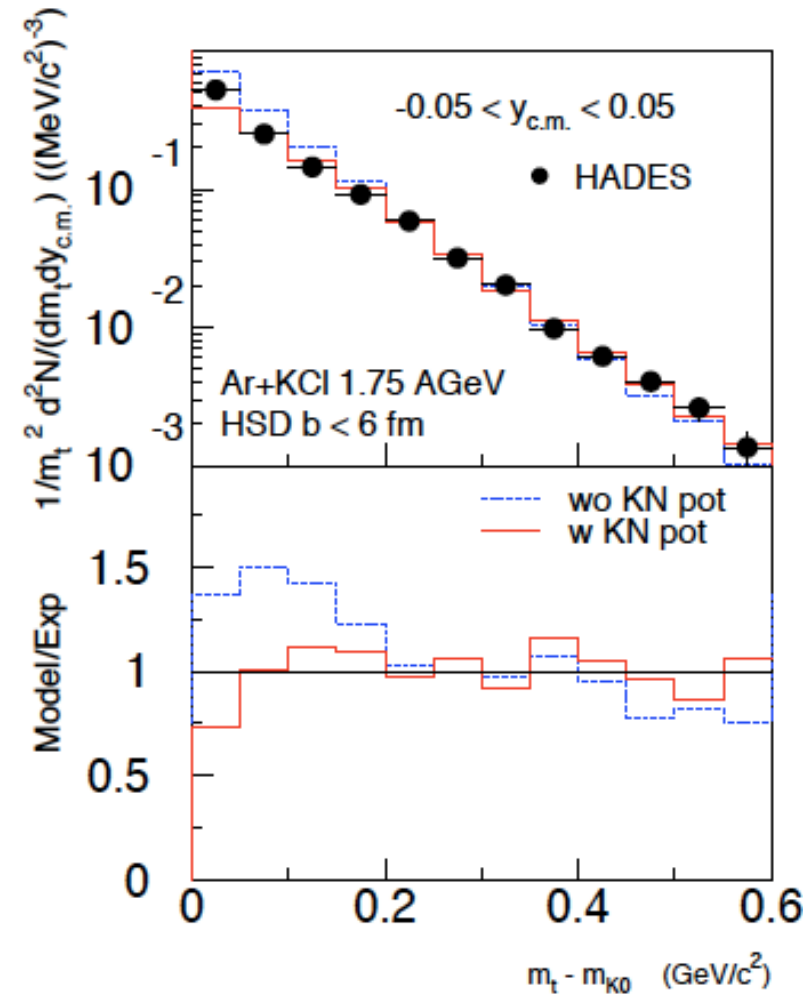 1/m_t^2 d^2N/(dm_t dy_c.m.) ((MeV/c^2)^-3)
-0.05 < y_c.m. < 0.05
HADES
10^-1
10^-2
10^-3
Ar+KCl 1.75 AGeV
HSD b < 6 fm
Model/Exp
wo KN pot
w KN pot
1.5
1
0.5
0
0 1.2 0.4 0.6
m_t - m_K0 (GeV/c^2)